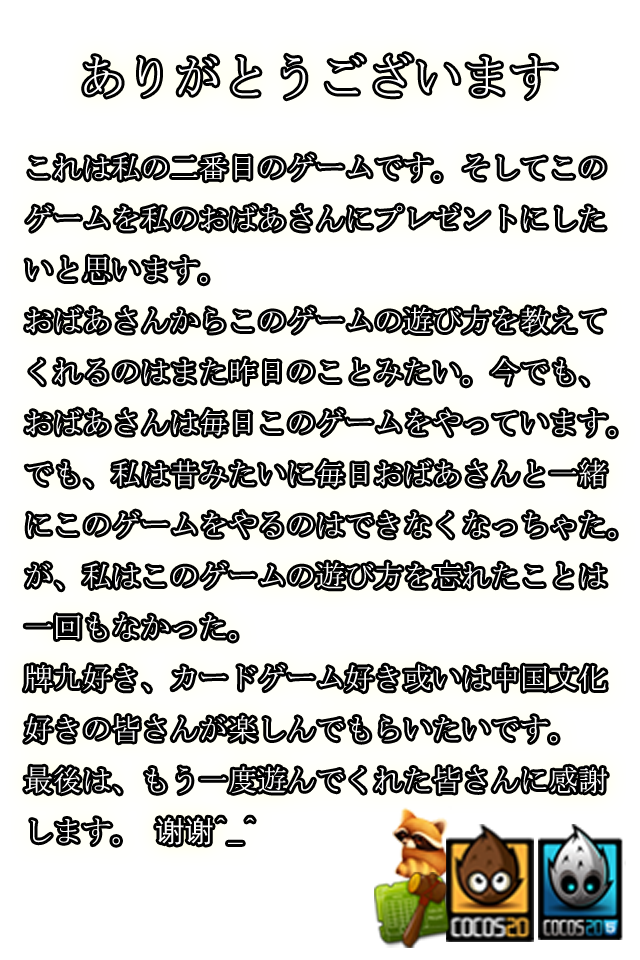 ありがとうございます
これは私の二番目のゲームです。そしてこの
ゲームを私のおばあさんにプレゼントにした
いと思います。
おばあさんからこのゲームの遊び方を教えて
くれるのはまた昨日のことみたい。今でも、
おばあさんは毎日このゲームをやっています。
でも、私は昔みたいに毎日おばあさんと一緒
にこのゲームをやるのはできなくなっちゃた。
が、私はこのゲームの遊び方を忘れたことは
一回もなかった。
牌九好き、カードゲーム好き或いは中国文化
好きの皆さんが楽しんでもらいたいです。
最後は、もう一度遊んでくれた皆さんに感謝
します。 谢谢^_^
COCOS2D COCOS2D 5